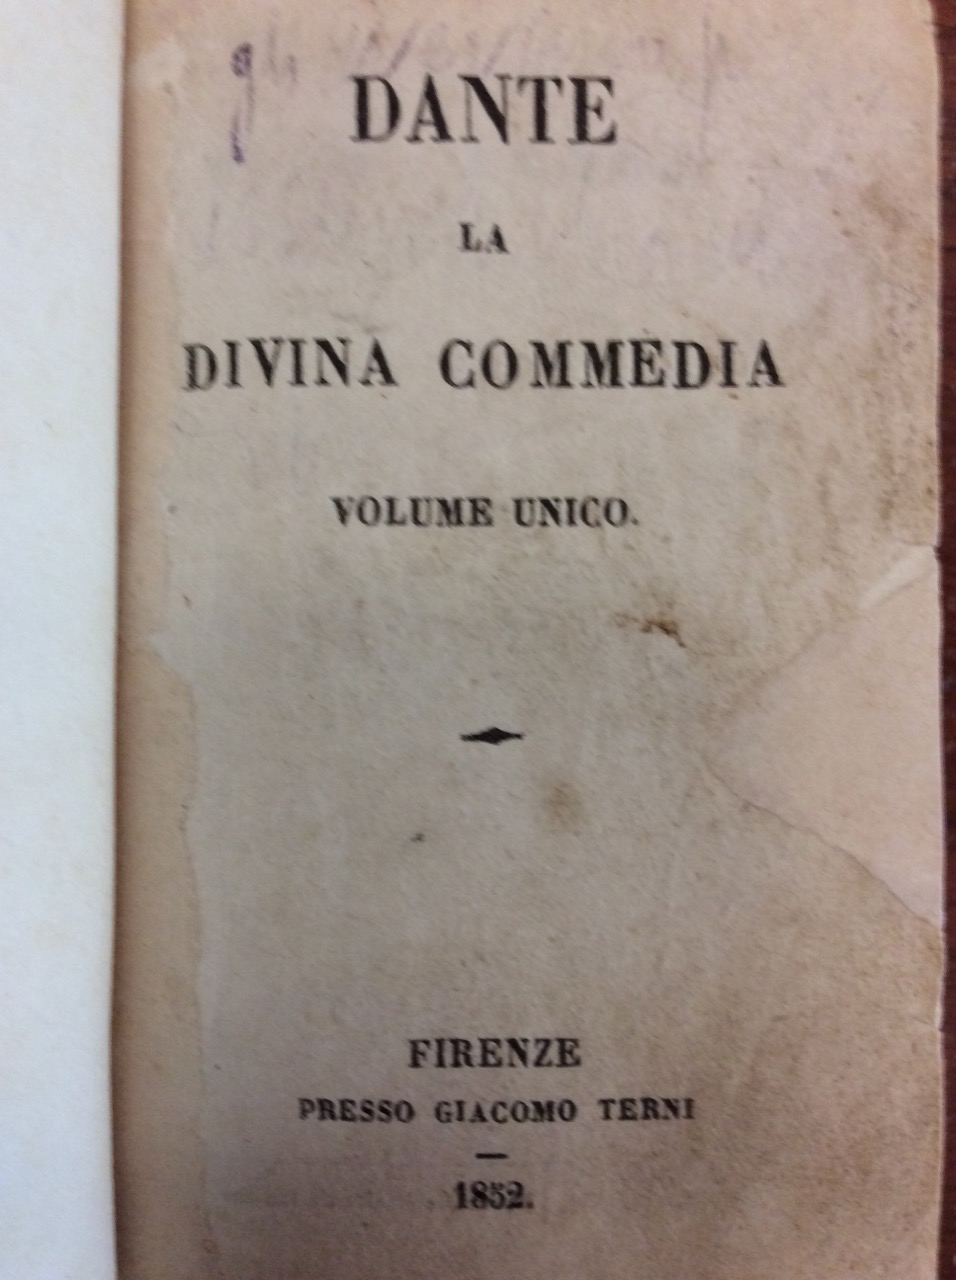 DANTE
LA
DIVINA COMMEDIA
VOLUME UNICO.
FIRENZE
PRESSO GIACOMO TERNI
1852.